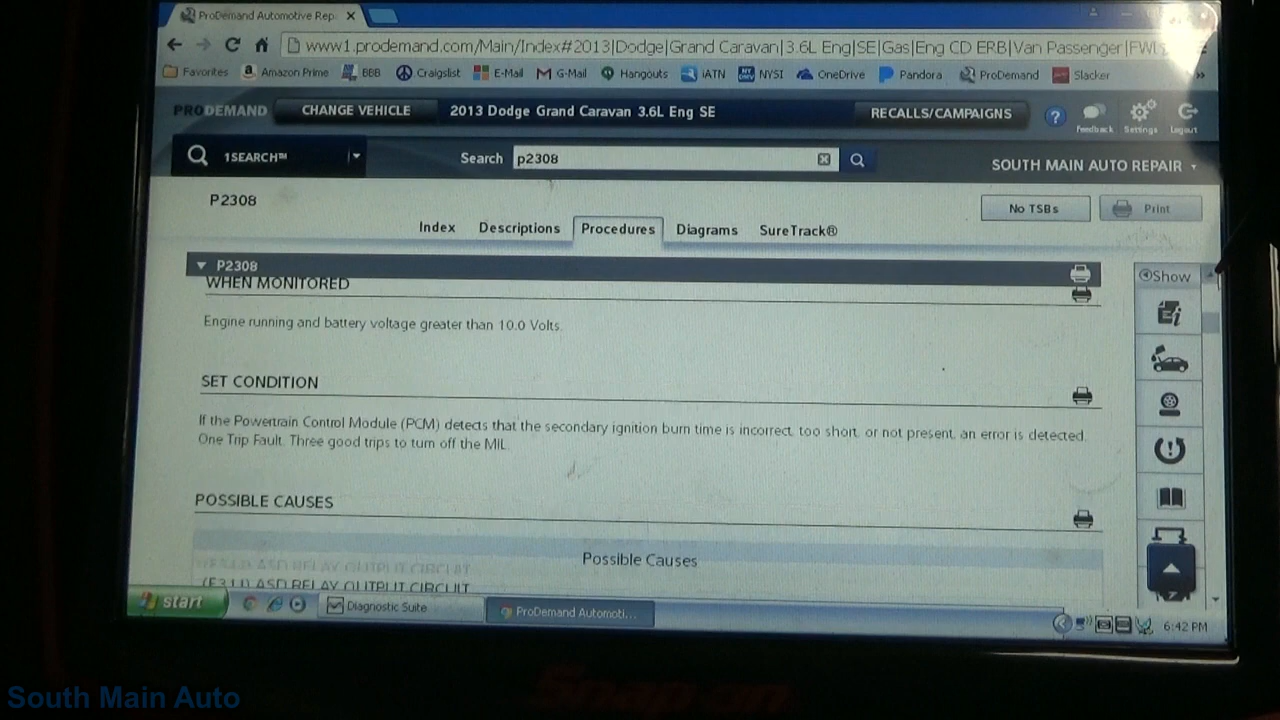 ProDemand Automotive Rep
www1.prodemand.com/Main/Index#2013|Dodge|Grand Caravan|3.6L Eng|SE|Gas|Eng CD ERB|Van Passenger|FWD
Favorites Amazon Prime BBB Craigslist E-Mail G-Mail Hangouts iATN NYSI OneDrive Pandora ProDemand Slacker »
PRODEMAND CHANGE VEHICLE 2013 Dodge Grand Caravan 3.6L Eng SE RECALLS/CAMPAIGNS ? Feedback Settings Logout
1SEARCH™ Search p2308 SOUTH MAIN AUTO REPAIR
P2308 No TSBs Print
Index Descriptions Procedures Diagrams SureTrack®
P2308 Show
WHEN MONITORED
Engine running and battery voltage greater than 10.0 Volts.
SET CONDITION
If the Powertrain Control Module (PCM) detects that the secondary ignition burn time is incorrect, too short, or not present, an error is detected.
One Trip Fault. Three good trips to turn off the MIL.
POSSIBLE CAUSES
Possible Causes
ASD RELAY OUTPUT CIRCUIT
start Diagnostic Suite ProDemand Automoti... 6:42 PM
Snap-on
South Main Auto